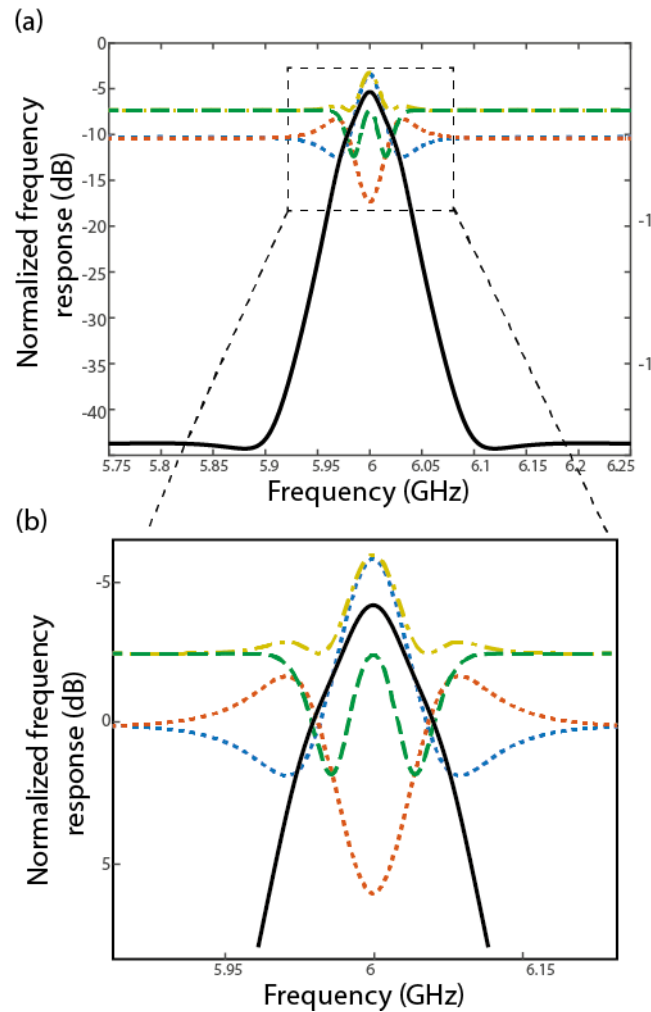 (a)
0
-5
-10
-15
-20
-25
-30
-35
-40
Normalized frequency
response (dB)
-1
-1
5.75 5.8 5.85 5.9 5.95 6 6.05 6.1 6,15 6,2 6.25
Frequency (GHz)
(b)
-5
0
5
Normalized frequency
response (dB)
5.95 6 6.15
Frequency (GHz)